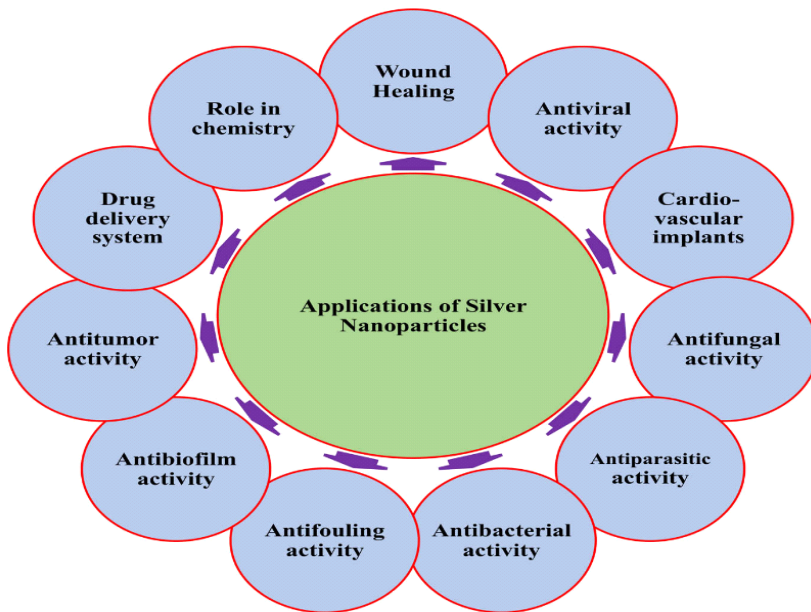 Wound
Healing
Antiviral
activity
Cardio-
vascular
implants
Antifungal
activity
Antiparasitic
activity
Antibacterial
activity
Antifouling
activity
Antibiofilm
activity
Antitumor
activity
Drug
delivery
system
Role in
chemistry
Applications of Silver
Nanoparticles